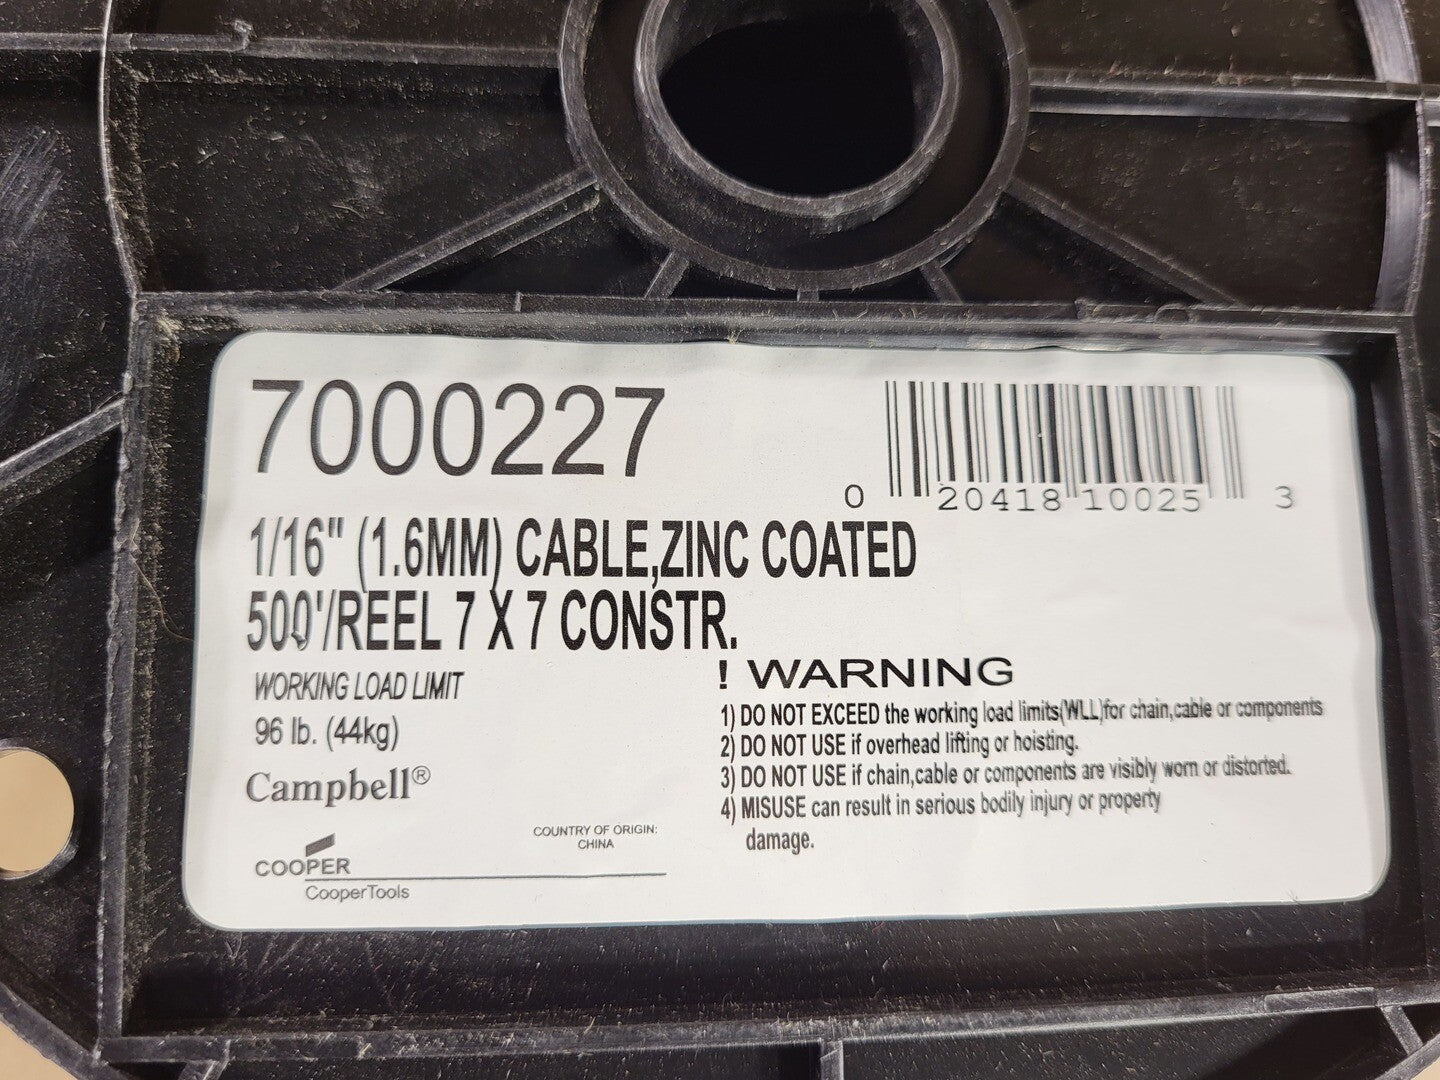 7000227
0 20418 10025 3
1/16" (1.6MM) CABLE,ZINC COATED
500'/REEL 7 X 7 CONSTR.
WORKING LOAD LIMIT
96 lb. (44kg)
Campbell®
COOPER
CooperTools
COUNTRY OF ORIGIN:
CHINA
! WARNING
1) DO NOT EXCEED the working load limits(WLL)for chain,cable or components
2) DO NOT USE if overhead lifting or hoisting.
3) DO NOT USE if chain,cable or components are visibly worn or distorted.
4) MISUSE can result in serious bodily injury or property
damage.